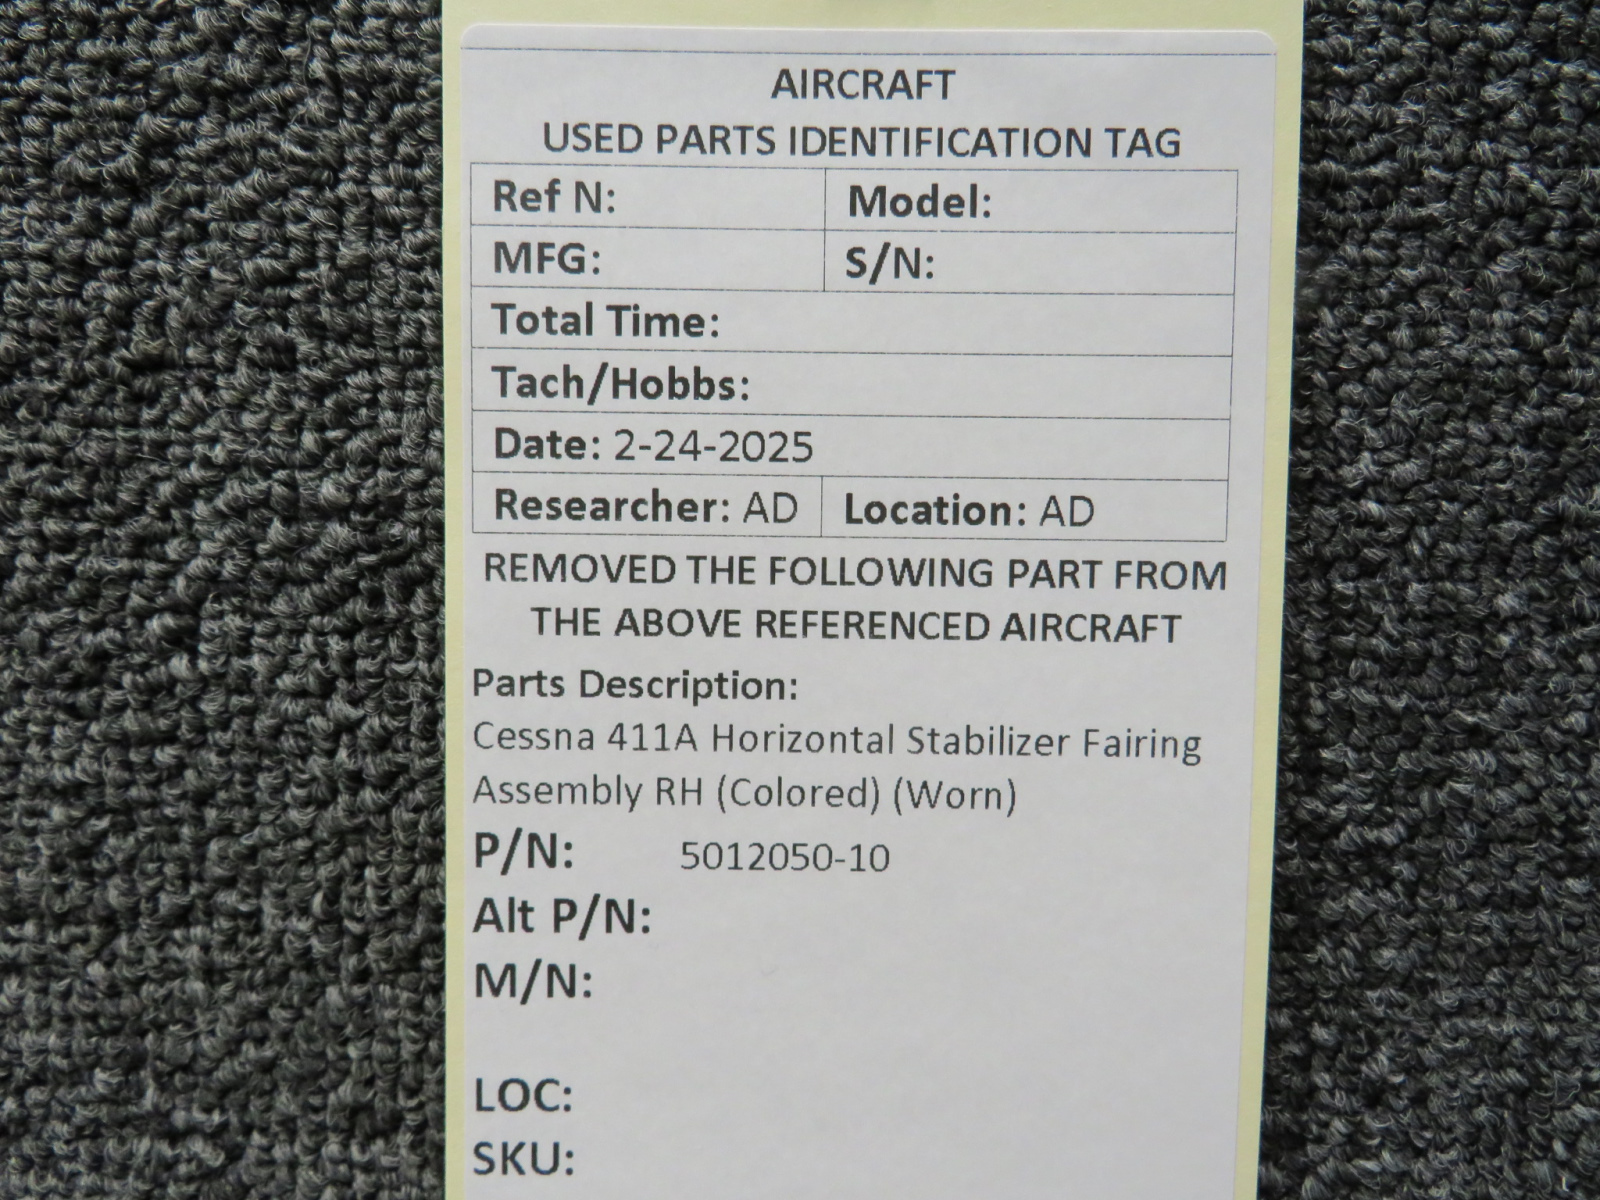 AIRCRAFT
USED PARTS IDENTIFICATION TAG
Ref N: Model:
MFG: S/N:
Total Time:
Tach/Hobbs:
Date: 2-24-2025
Researcher: AD Location: AD
REMOVED THE FOLLOWING PART FROM
THE ABOVE REFERENCED AIRCRAFT
Parts Description:
Cessna 411A Horizontal Stabilizer Fairing
Assembly RH (Colored) (Worn)
P/N: 5012050-10
Alt P/N:
M/N:
LOC:
SKU: